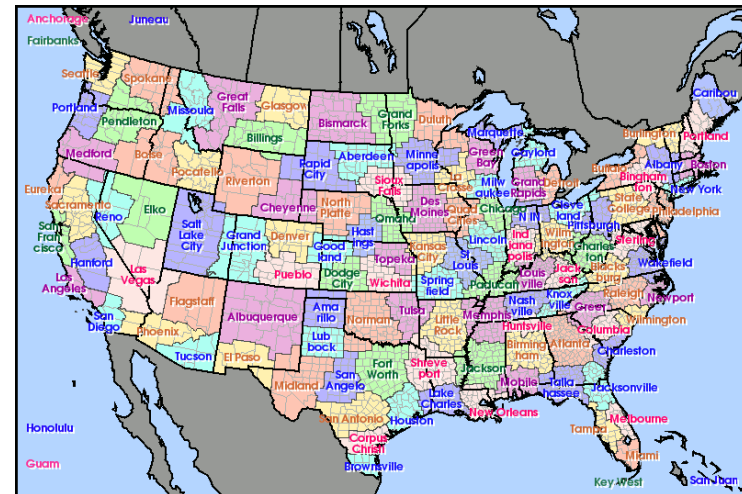 Anchorage
Juneau
Fairbanks
Seattle
Spokane
Great
Falls
Glasgow
Missoula
Bismarck
Grand
Forks
Duluth
Caribou
Portland
Pendleton
Billings
Marquette
Burlington
Portland
Medford
Boise
Rapid
City
Aberdeen
Minne
apolis
Green
Bay
Gaylord
Albany
Boston
Pocatello
Riverton
Sioux
Falls
La
Crosse
Milw
aukee
Grand
Rapids
Detroit
Buffalo
Bingham
ton
New York
Eureka
Sacramento
Reno
Elko
Cheyenne
North
Platte
Omaha
Des
Moines
Quad
Cities
Chicago
N IN
Cleve
land
State
College
Philadelphia
Pittsburgh
San
Fran
cisco
Salt
Lake
City
Grand
Junction
Denver
Good
land
Hast
ings
Topeka
Kansas
City
Lincoln
Ind
iana
polis
Wilm
ington
Charles
ton
Sterling
Hanford
Las
Vegas
Pueblo
Dodge
City
Wichita
St
Louis
Louis
ville
Jack
son
Blacks
burg
Wakefield
Los
Angeles
Flagstaff
Albuquerque
Ama
rillo
Norman
Tulsa
Spring
field
Paducah
Nash
ville
Knox
ville
Raleigh
Newport
San
Diego
Phoenix
Tucson
El Paso
Lub
bock
Little
Rock
Memphis
Huntsville
Green
Columbia
Wilmington
Midland
San
Angelo
Fort
Worth
Shreve
port
Jackson
Birming
ham
Atlanta
Charleston
San Antonio
Houston
Lake
Charles
New Orleans
Mobile
Talla
hassee
Jacksonville
Honolulu
Corpus
Christi
Tampa
Melbourne
Guam
Brownsville
Miami
Key West
San Juan